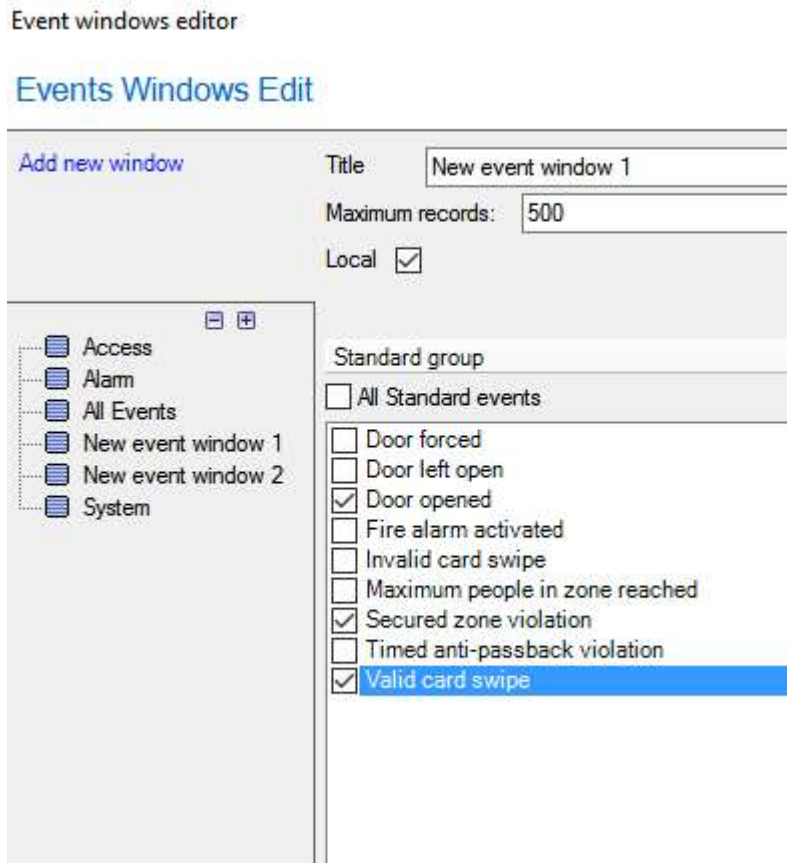 Event windows editor
Events Windows Edit
Add new window
Title New event window 1
Maximum records: 500
Local
Access
Alarm
All Events
New event window 1
New event window 2
System
Standard group
All Standard events
Door forced
Door left open
Door opened
Fire alarm activated
Invalid card swipe
Maximum people in zone reached
Secured zone violation
Timed anti-passback violation
Valid card swipe